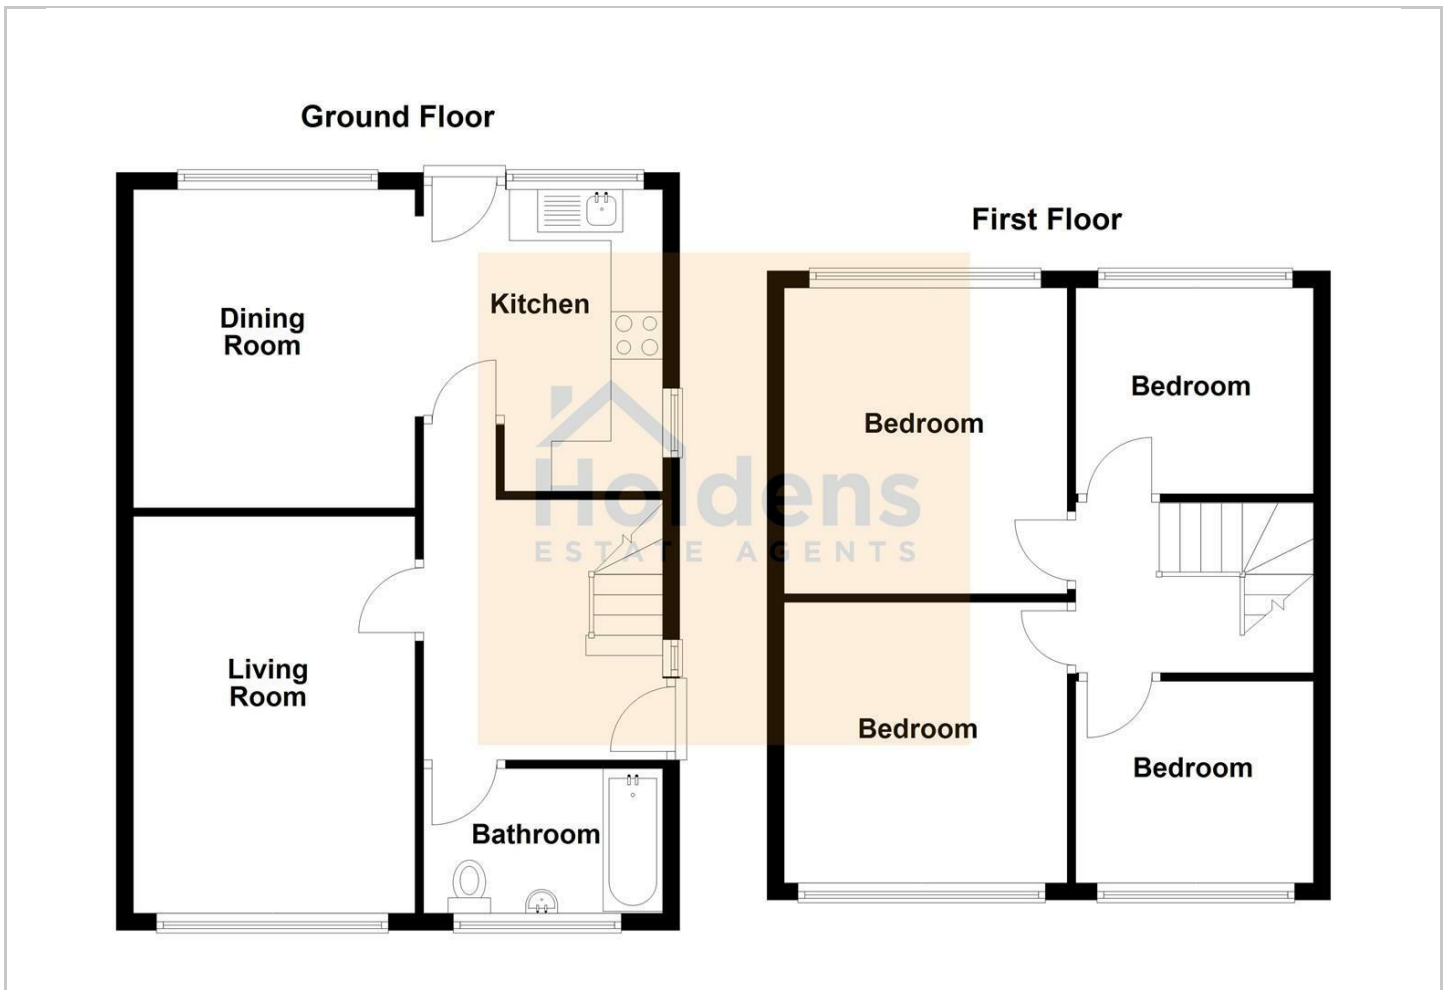 Ground Floor
Dining
Room
Kitchen
Living
Room
Bathroom
First Floor
Bedroom
Bedroom
Bedroom
Bedroom
Holdens
ESTATE AGENTS